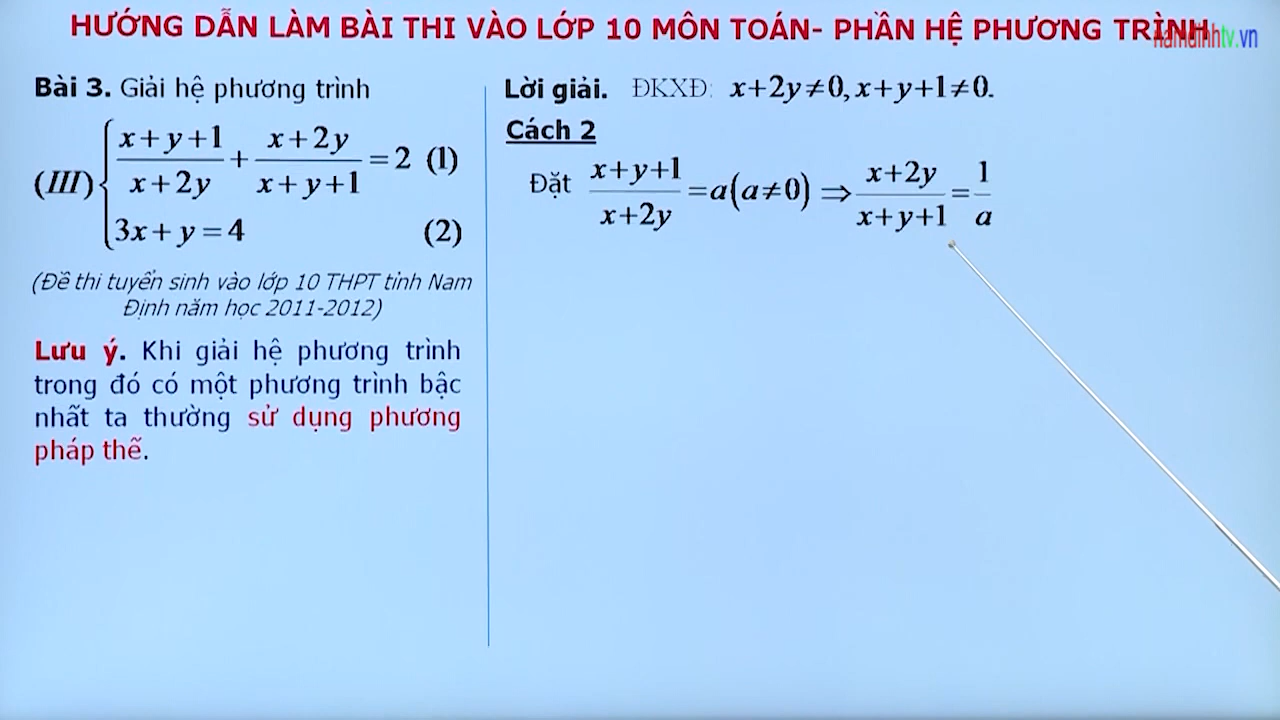 HƯỚNG DẪN LÀM BÀI THI VÀO LỚP 10 MÔN TOÁN- PHẦN HỆ PHƯƠNG TRÌNH
namdinhtv.vn
Bài 3. Giải hệ phương trình
(III) { (x+y+1)/(x+2y) + (x+2y)/(x+y+1) = 2 (1)
3x+y=4 (2)
(Đề thi tuyển sinh vào lớp 10 THPT tỉnh Nam
Định năm học 2011-2012)
Lưu ý. Khi giải hệ phương trình
trong đó có một phương trình bậc
nhất ta thường sử dụng phương
pháp thế.
Lời giải. ĐKXĐ: x+2y≠0, x+y+1≠0.
Cách 2
Đặt (x+y+1)/(x+2y) = a(a≠0) ⇒ (x+2y)/(x+y+1) = 1/a